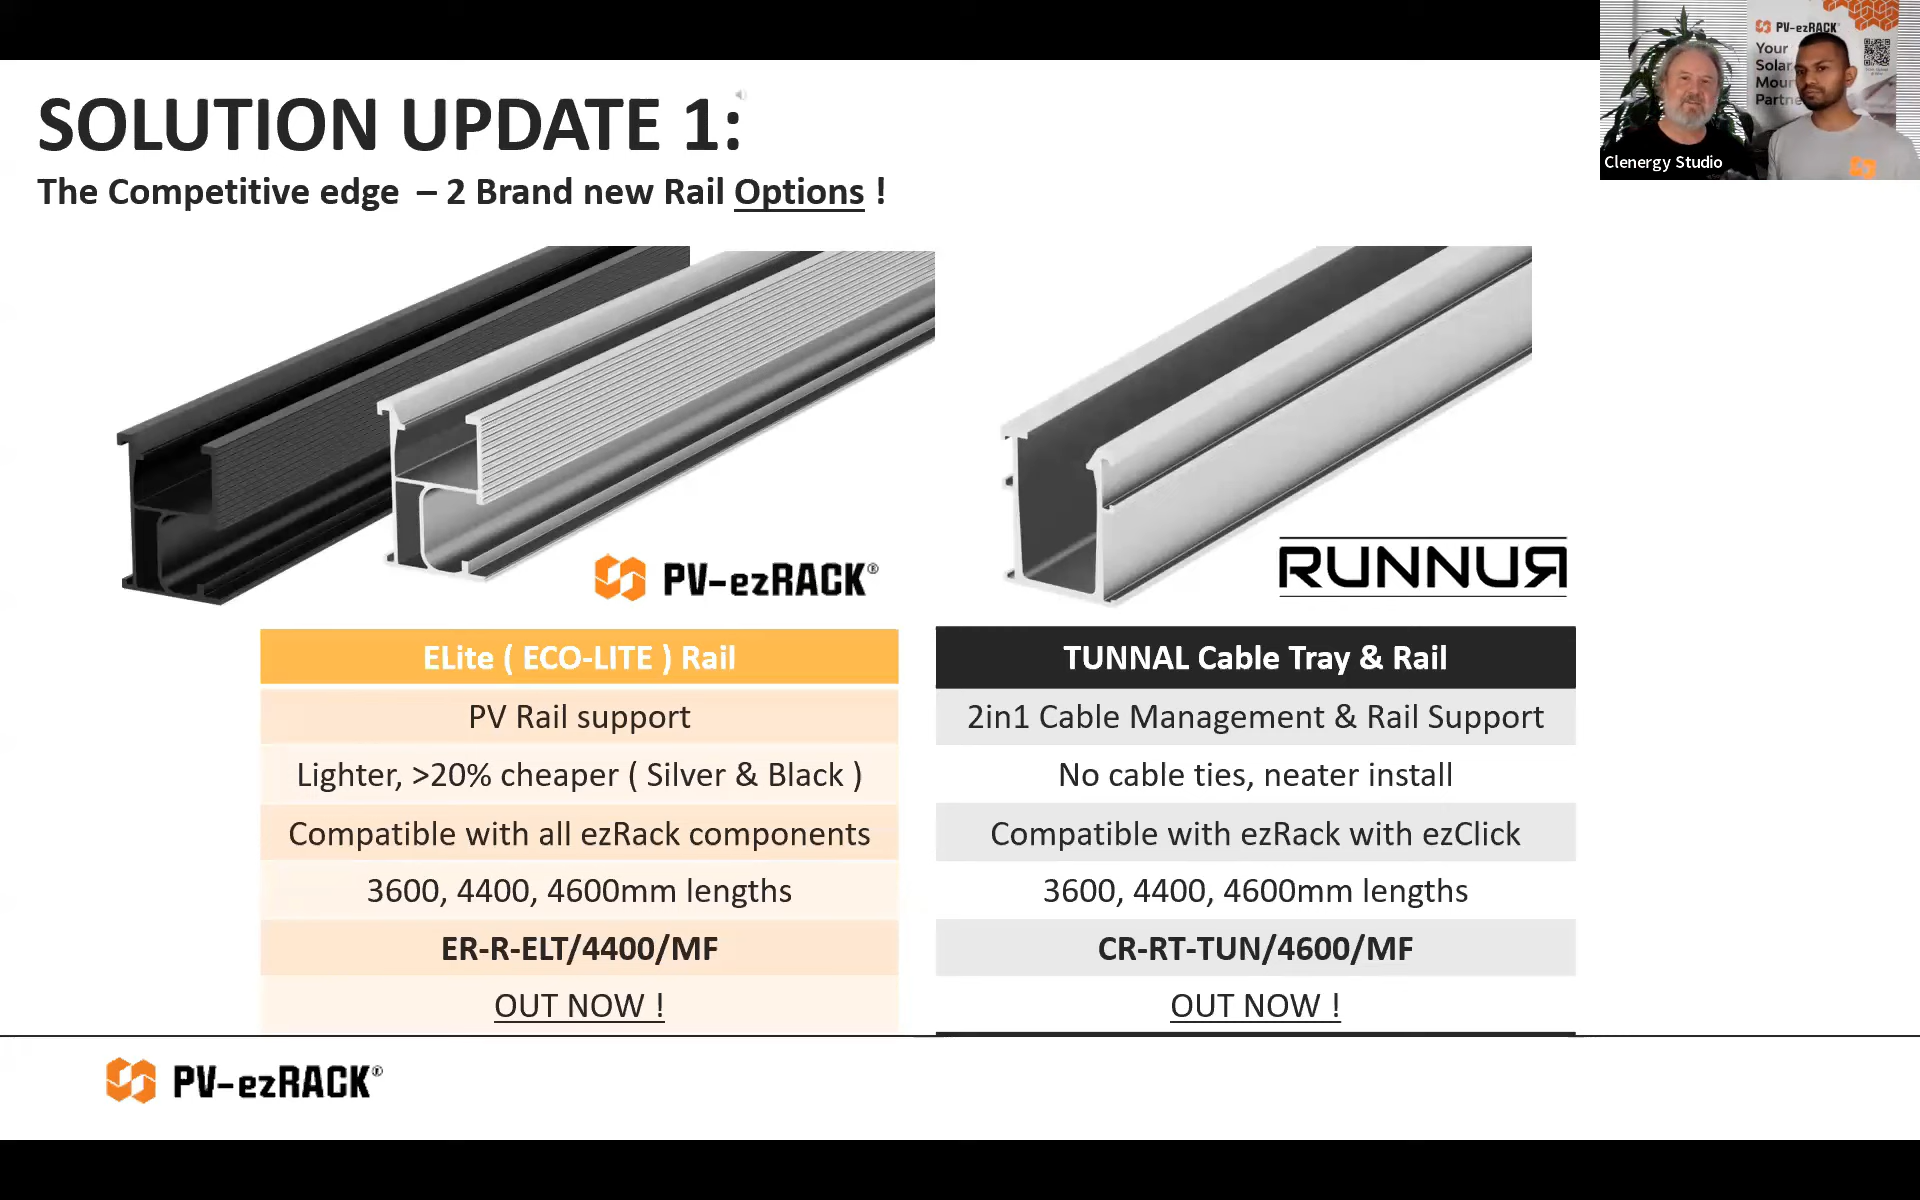 SOLUTION UPDATE 1:
The Competitive edge – 2 Brand new Rail Options !
PV-ezRACK®
Your
Solar
Moun
Partne
Clenergy Studio
PV-ezRACK®
RUNNUR
ELite ( ECO-LITE ) Rail
PV Rail support
Lighter, >20% cheaper ( Silver & Black )
Compatible with all ezRack components
3600, 4400, 4600mm lengths
ER-R-ELT/4400/MF
OUT NOW !
TUNNAL Cable Tray & Rail
2in1 Cable Management & Rail Support
No cable ties, neater install
Compatible with ezRack with ezClick
3600, 4400, 4600mm lengths
CR-RT-TUN/4600/MF
OUT NOW !
PV-ezRACK®